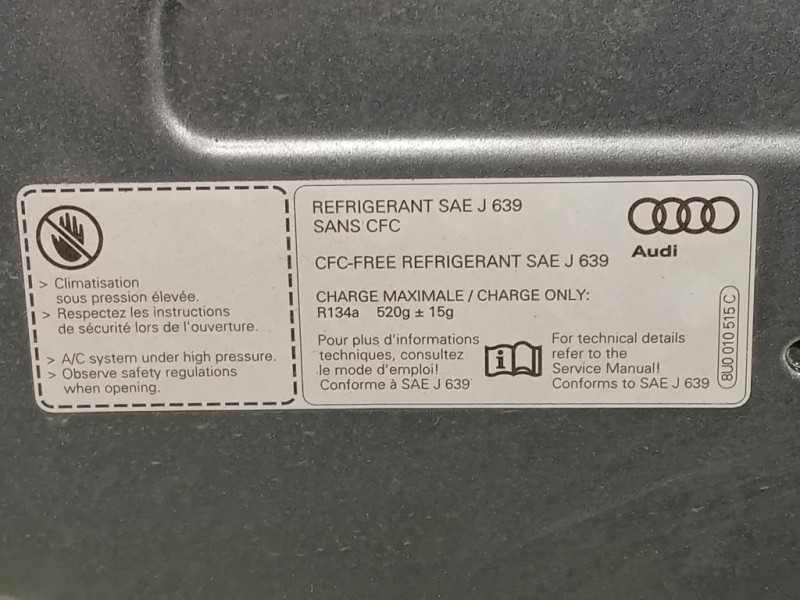 > Climatisation
sous pression élevée.
> Respectez les instructions
de sécurité lors de l'ouverture.
> A/C system under high pressure.
> Observe safety regulations
when opening.
REFRIGERANT SAE J 639
SANS CFC
CFC-FREE REFRIGERANT SAE J 639
CHARGE MAXIMALE / CHARGE ONLY:
R134a 520g ± 15g
Pour plus d'informations
techniques, consultez
le mode d'emploi!
Conforme à SAE J 639
i
For technical details
refer to the
Service Manual!
Conforms to SAE J 639
Audi
8U0 010 515 C